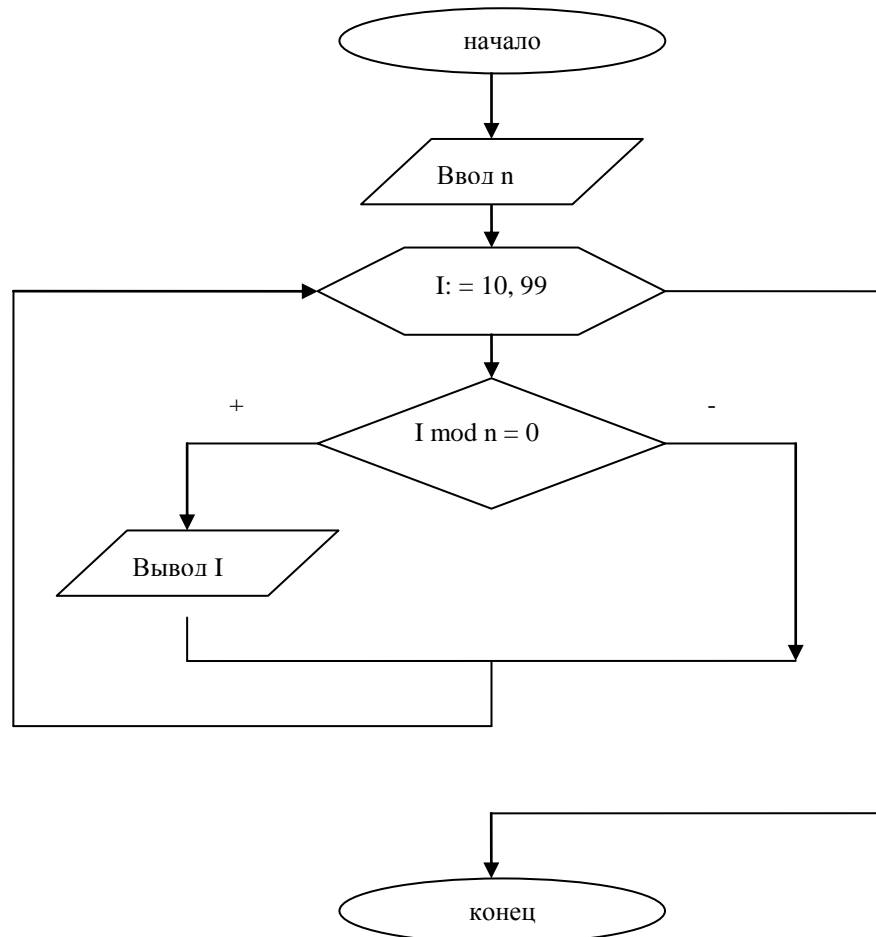 начало
Ввод n
I: = 10, 99
+
-
I mod n = 0
Вывод I
конец